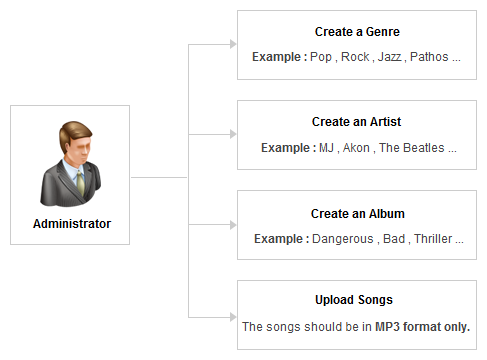 Create a Genre
Example : Pop , Rock , Jazz , Pathos ...
Create an Artist
Example : MJ , Akon , The Beatles ...
Administrator
Create an Album
Example : Dangerous , Bad , Thriller ...
Upload Songs
The songs should be in MP3 format only.